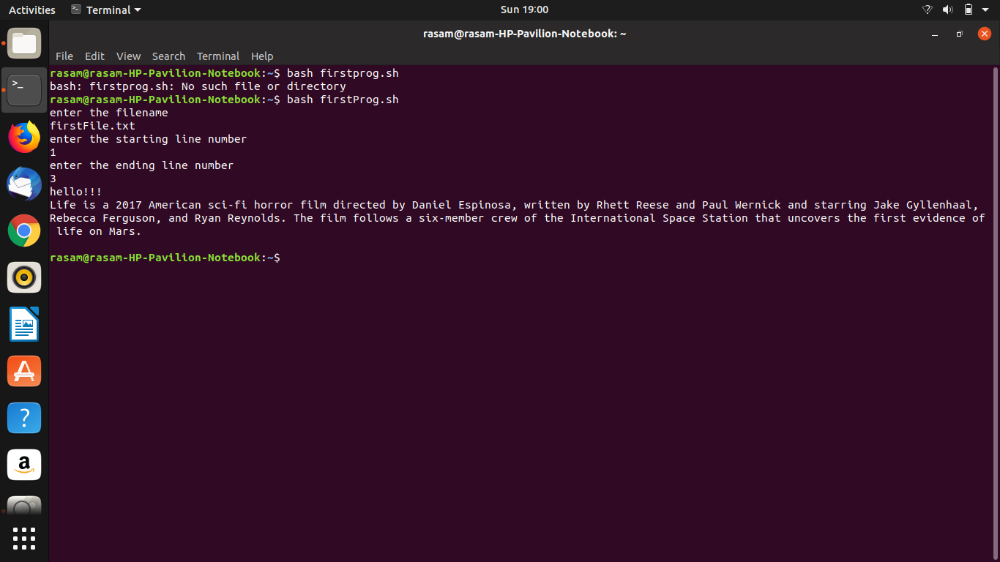 Activities Terminal Sun 19:00
rasam@rasam-HP-Pavilion-Notebook: ~
File Edit View Search Terminal Help
rasam@rasam-HP-Pavilion-Notebook:~$ bash firstprog.sh
bash: firstprog.sh: No such file or directory
rasam@rasam-HP-Pavilion-Notebook:~$ bash firstProg.sh
enter the filename
firstFile.txt
enter the starting line number
1
enter the ending line number
3
hello!!!
Life is a 2017 American sci-fi horror film directed by Daniel Espinosa, written by Rhett Reese and Paul Wernick and starring Jake Gyllenhaal,
Rebecca Ferguson, and Ryan Reynolds. The film follows a six-member crew of the International Space Station that uncovers the first evidence of
life on Mars.
rasam@rasam-HP-Pavilion-Notebook:~$